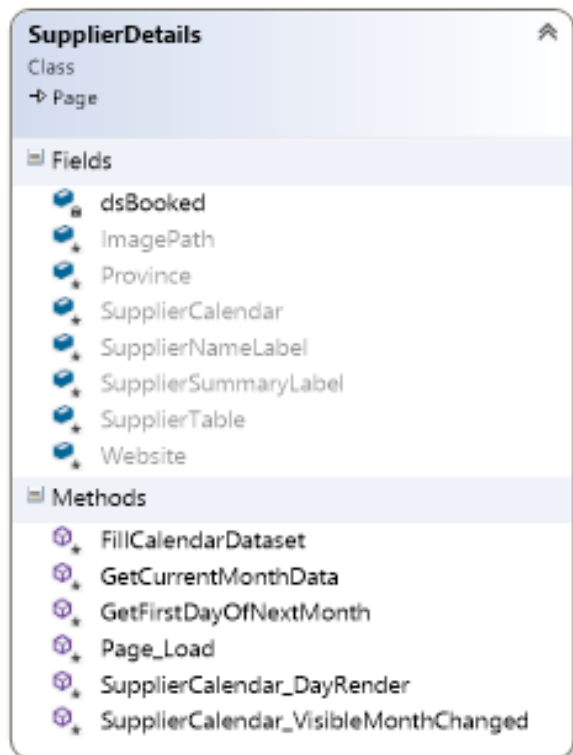 SupplierDetails
Class
Page
Fields
dsBooked
ImagePath
Province
SupplierCalendar
SupplierNameLabel
SupplierSummaryLabel
SupplierTable
Website
Methods
FillCalendarDataset
GetCurrentMonthData
GetFirstDayOfNextMonth
Page_Load
SupplierCalendar_DayRender
SupplierCalendar_VisibleMonthChanged